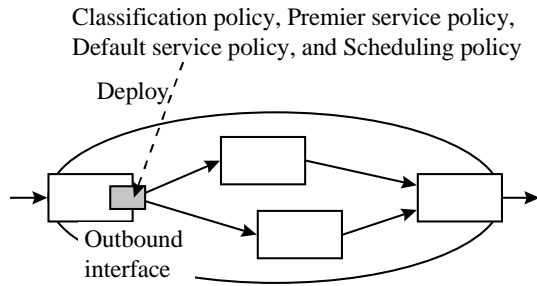 Classification policy, Premier service policy,
Default service policy, and Scheduling policy
Deploy
Outbound
interface